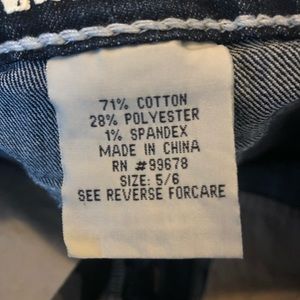 71% COTTON
28% POLYESTER
1% SPANDEX
MADE IN CHINA
RN #99678
SIZE: 5/6
SEE REVERSE FORCARE